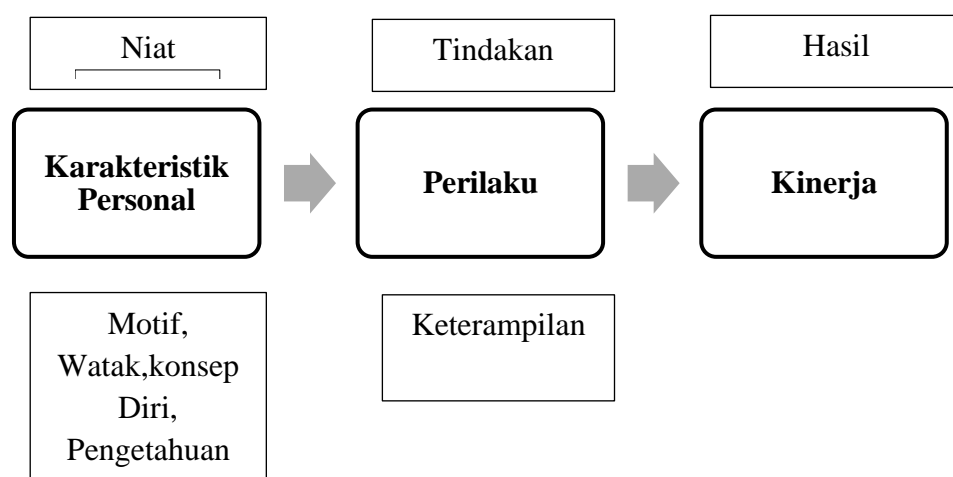 Niat
Tindakan
Hasil
Karakteristik
Personal
Perilaku
Kinerja
Motif,
Watak,konsep
Diri,
Pengetahuan
Keterampilan